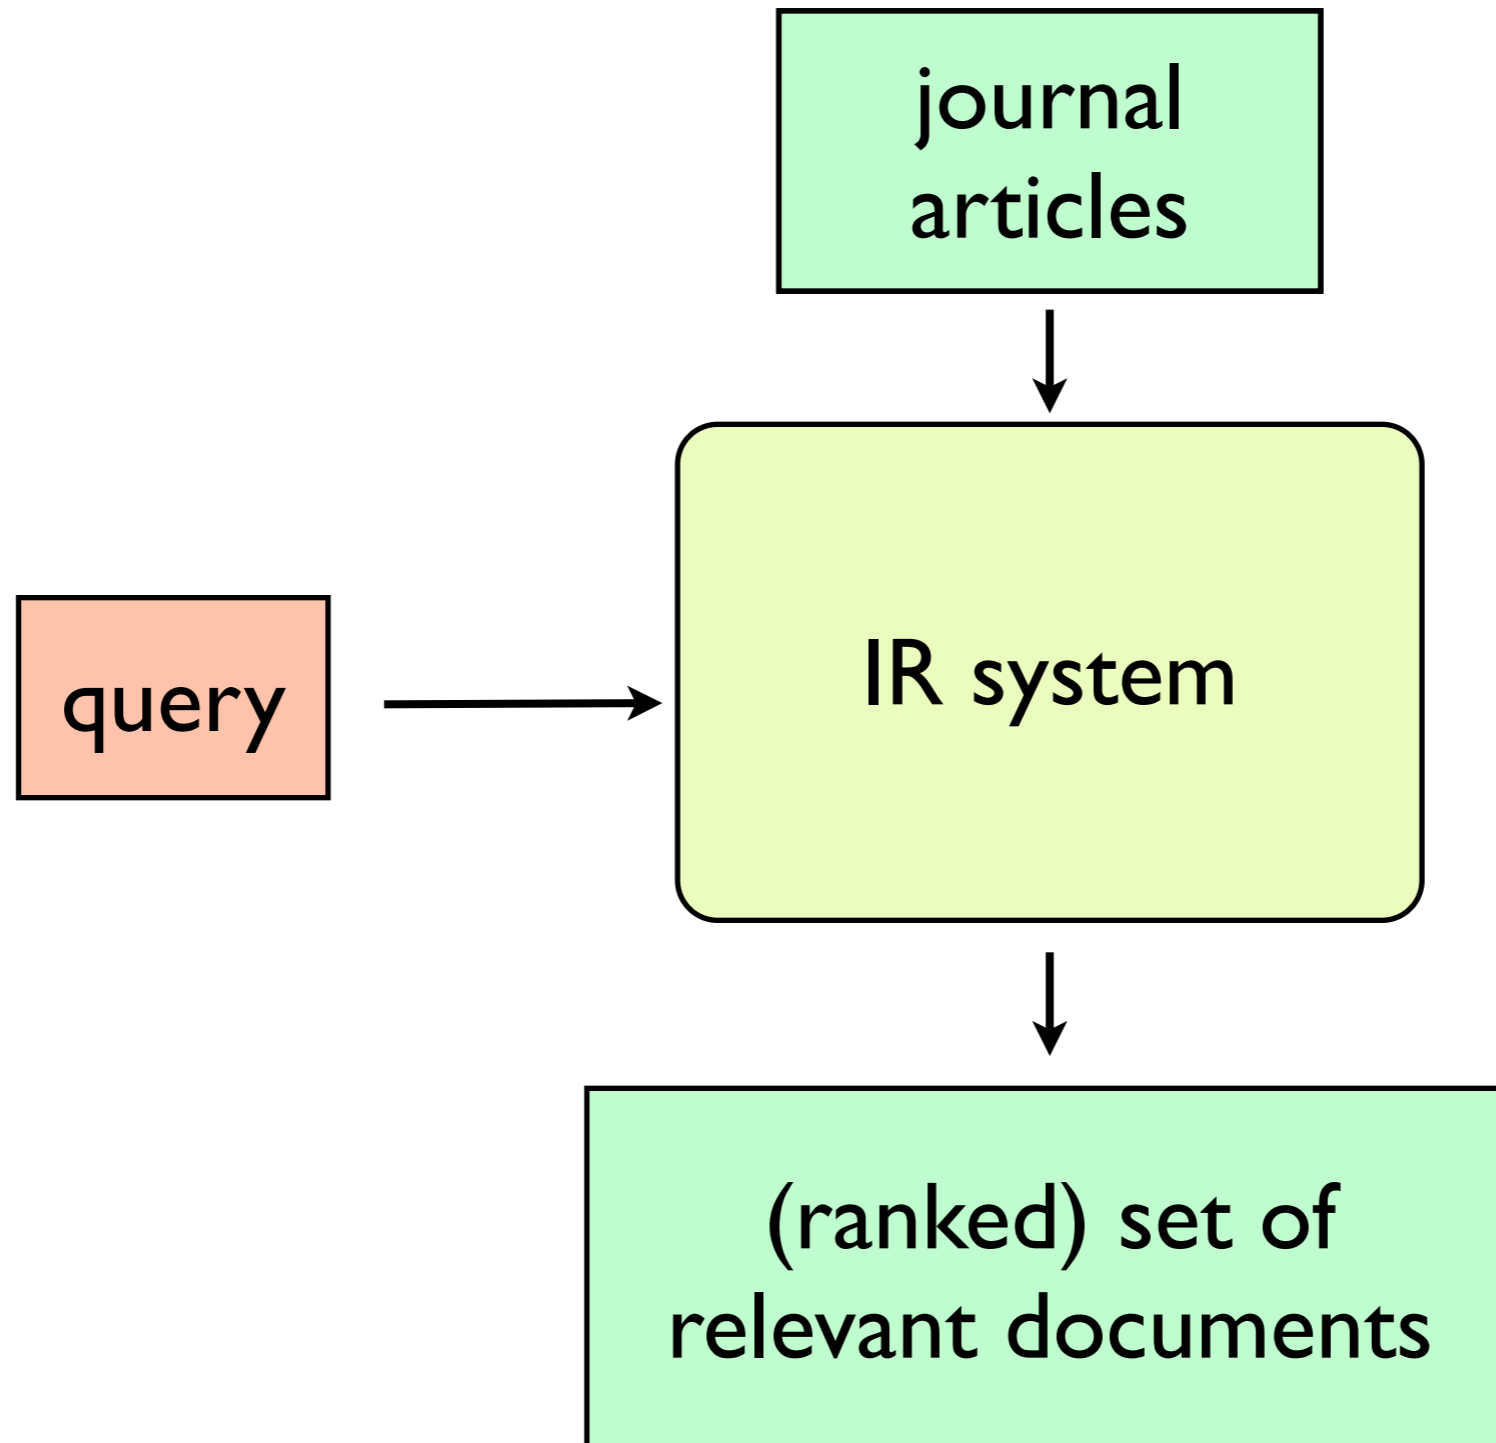 journal
articles
query
IR system
(ranked) set of
relevant documents